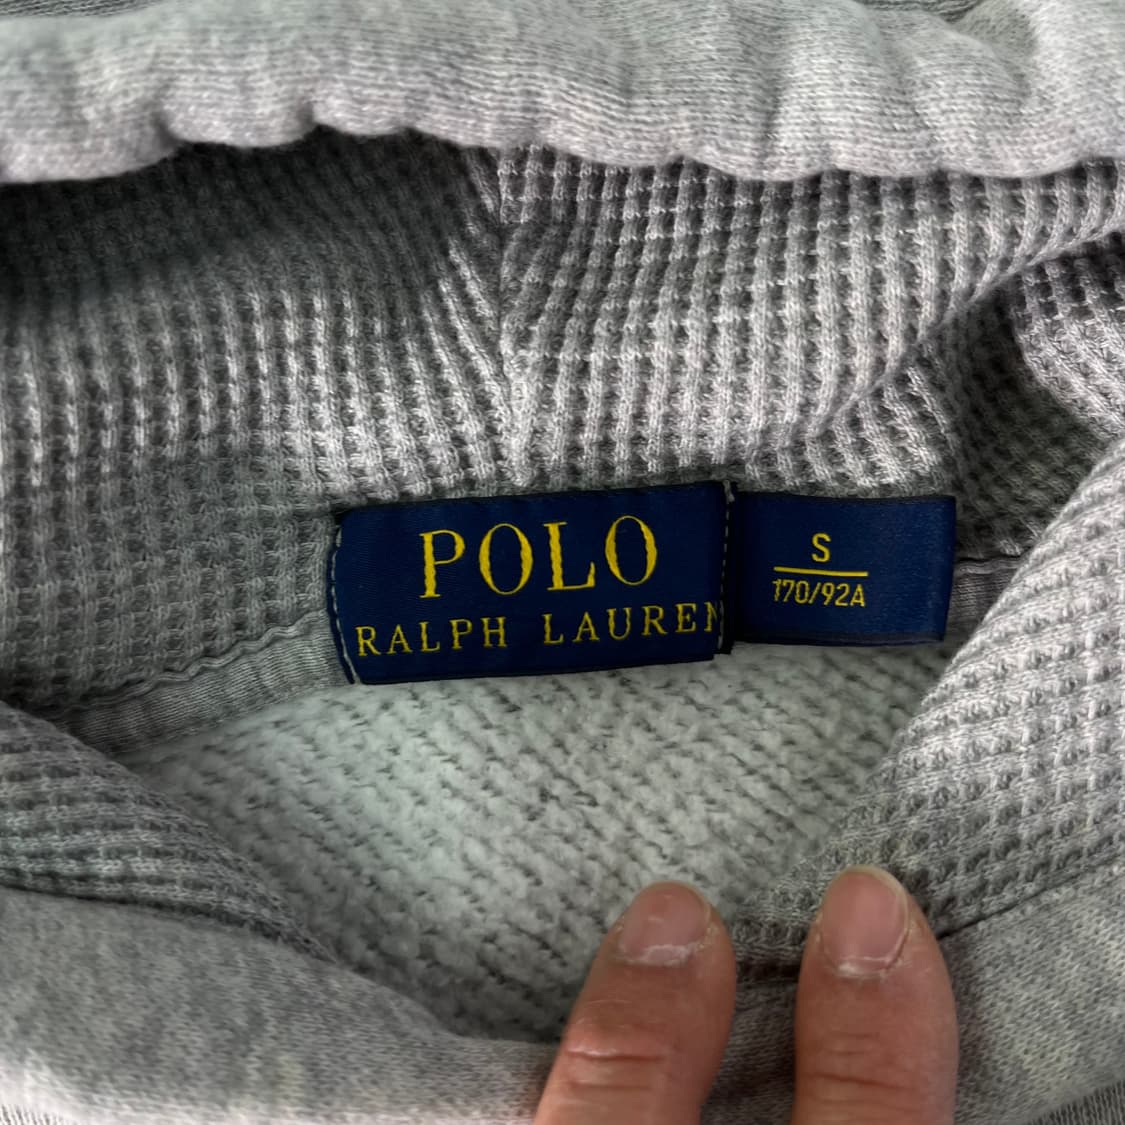 POLO
RALPH LAUREN
S
170/92A